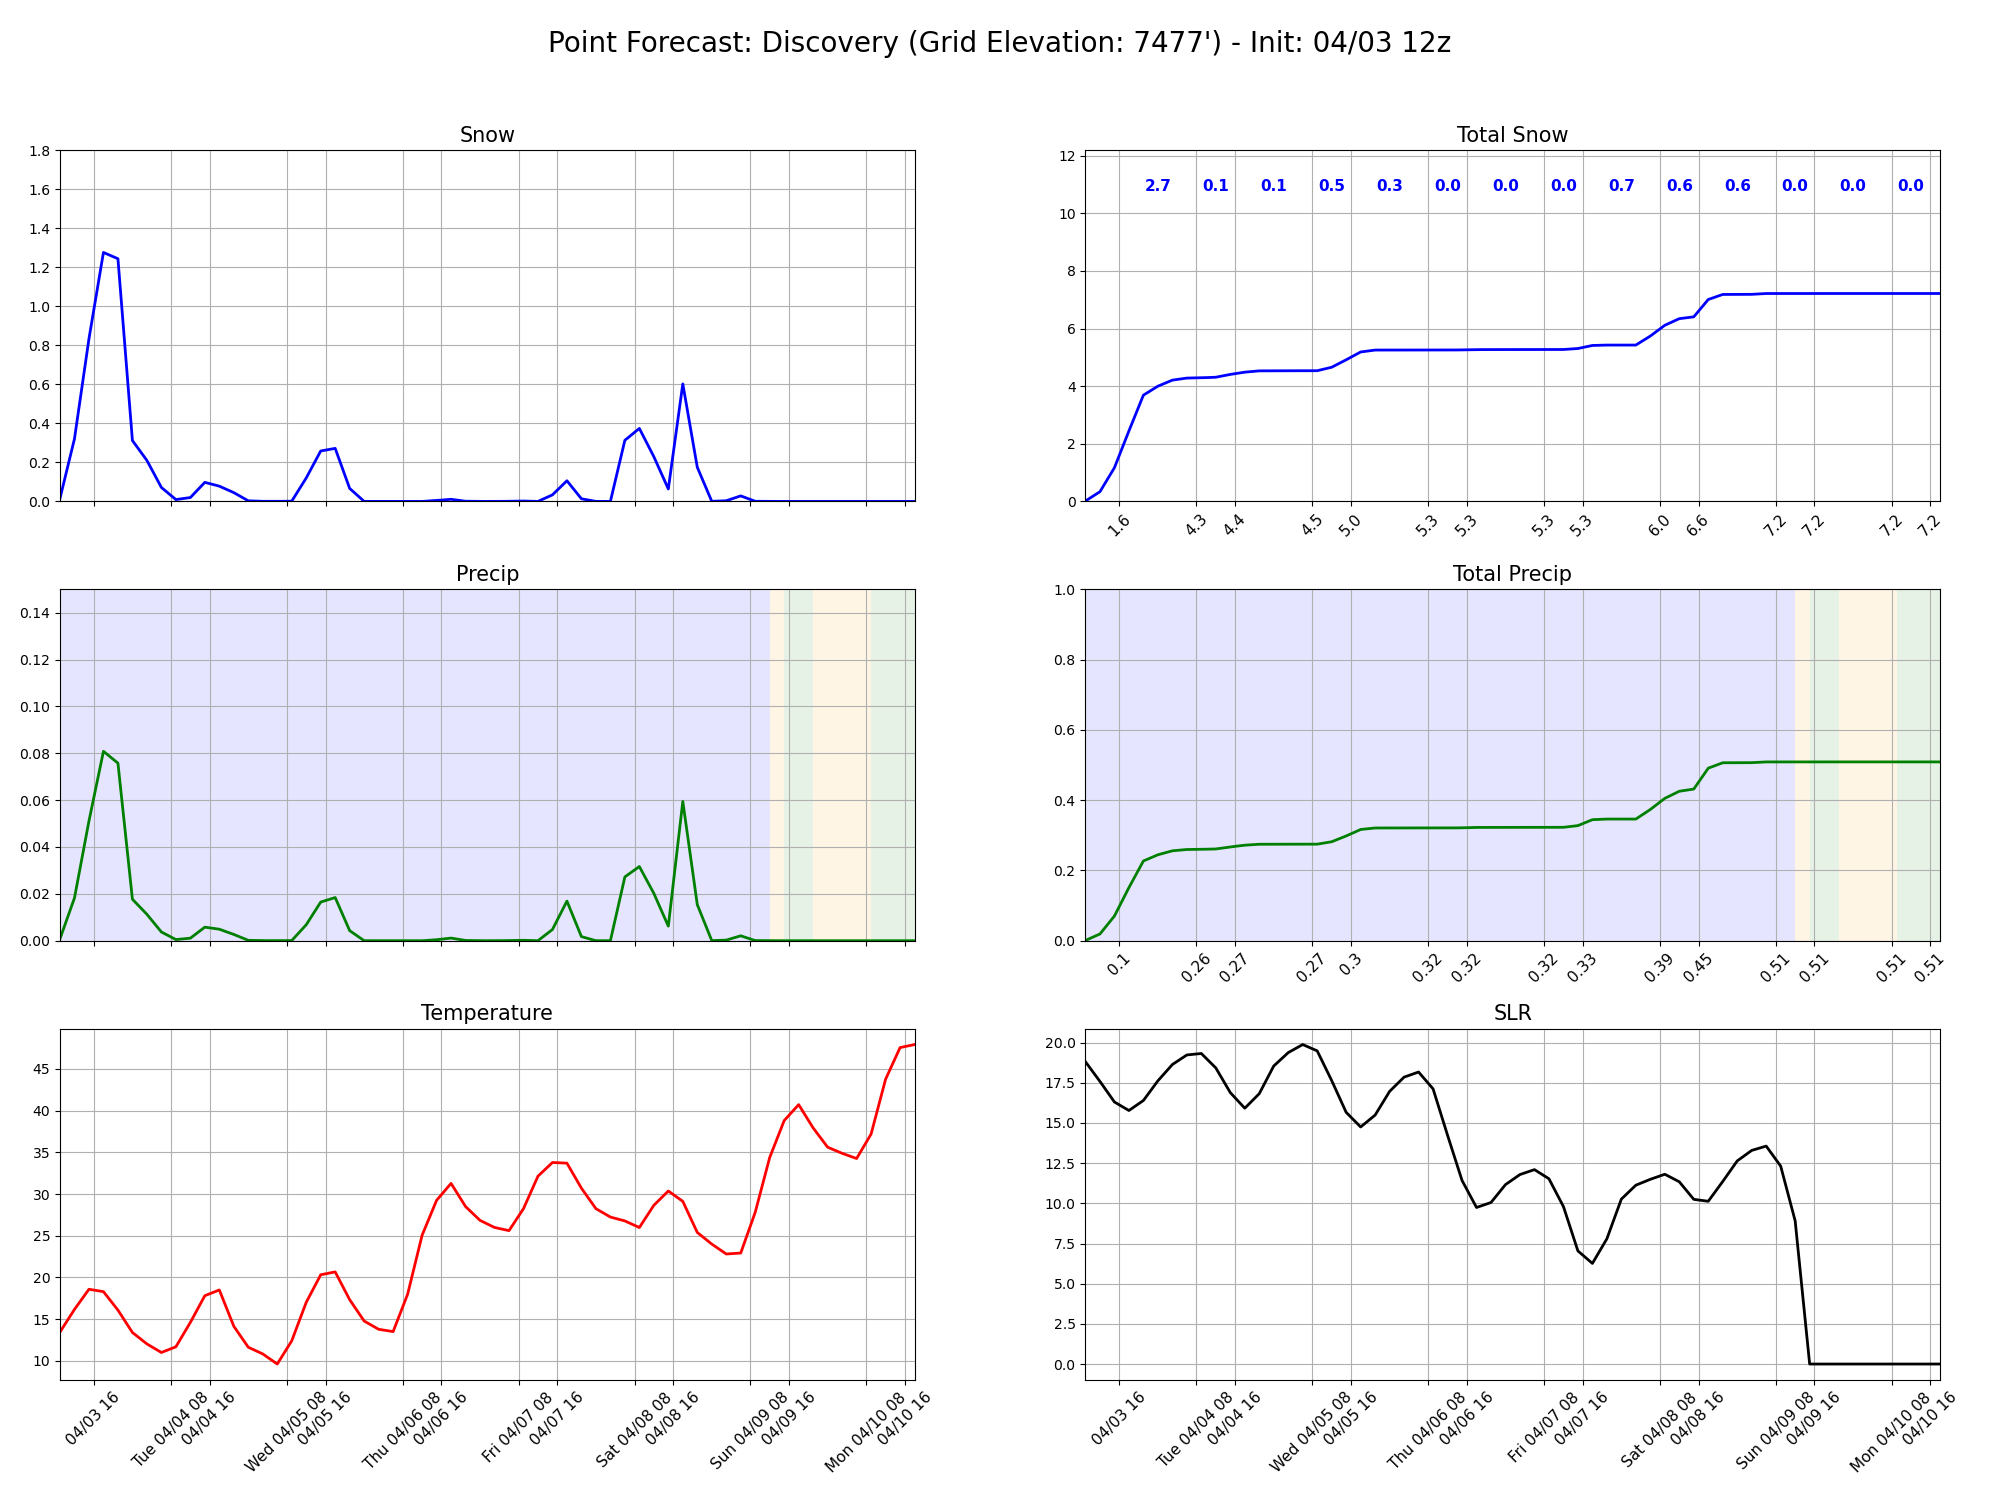 Point Forecast: Discovery (Grid Elevation: 7477') - Init: 04/03 12z
Snow
1.8
1.6
1.4
1.2
1.0
0.8
0.6
0.4
0.2
0.0
Total Snow
12
10
8
6
4
2
0
2.7 0.1 0.1 0.5 0.3 0.0 0.0 0.0 0.7 0.6 0.6 0.0 0.0 0.0
1.6 4.3 4.4 4.5 5.0 5.3 5.3 5.3 5.3 6.0 6.6 7.2 7.2 7.2 7.2
Precip
0.14
0.12
0.10
0.08
0.06
0.04
0.02
0.00
Total Precip
1.0
0.8
0.6
0.4
0.2
0.0
0.1 0.26 0.27 0.27 0.3 0.32 0.32 0.32 0.33 0.39 0.45 0.51 0.51 0.51 0.51
Temperature
45
40
35
30
25
20
15
10
04/03 16
Tue 04/04 08
04/04 16
Wed 04/05 08
04/05 16
Thu 04/06 08
04/06 16
Fri 04/07 08
04/07 16
Sat 04/08 08
04/08 16
Sun 04/09 08
04/09 16
Mon 04/10 08
04/10 16
SLR
20.0
17.5
15.0
12.5
10.0
7.5
5.0
2.5
0.0
04/03 16
Tue 04/04 08
04/04 16
Wed 04/05 08
04/05 16
Thu 04/06 08
04/06 16
Fri 04/07 08
04/07 16
Sat 04/08 08
04/08 16
Sun 04/09 08
04/09 16
Mon 04/10 08
04/10 16